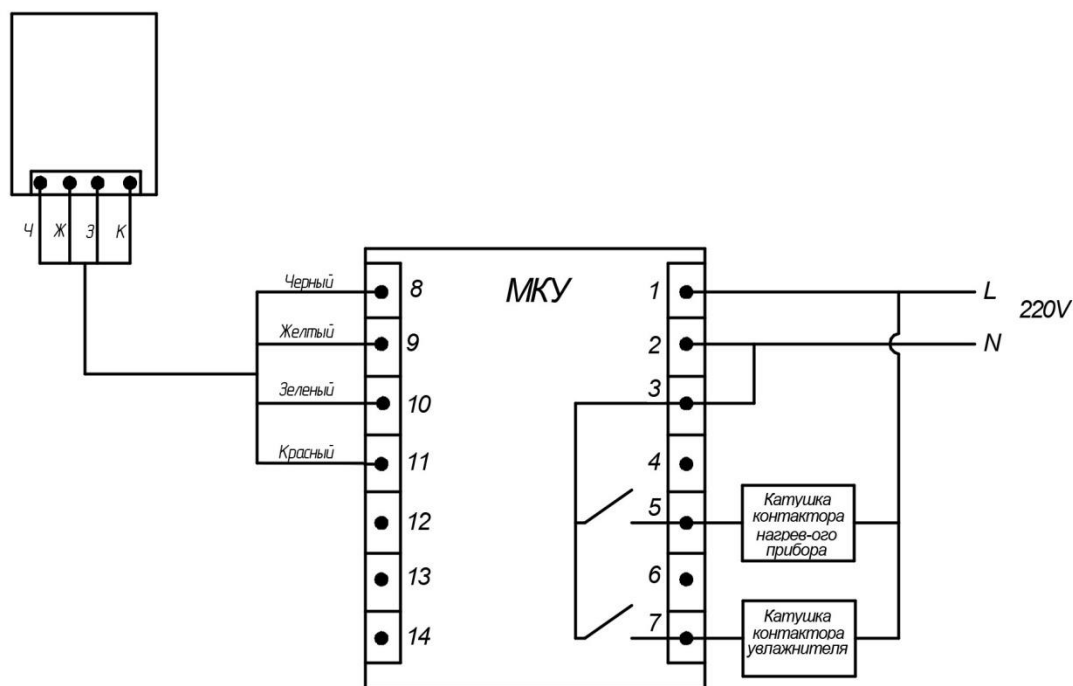 Ч Ж З К
МКУ
Черный
Желтый
Зеленый
Красный
8
9
10
11
12
13
14
1
2
3
4
5
6
7
L
220V
N
Катушка
контактора
нагрев-ого
прибора
Катушка
контактора
увлажнителя